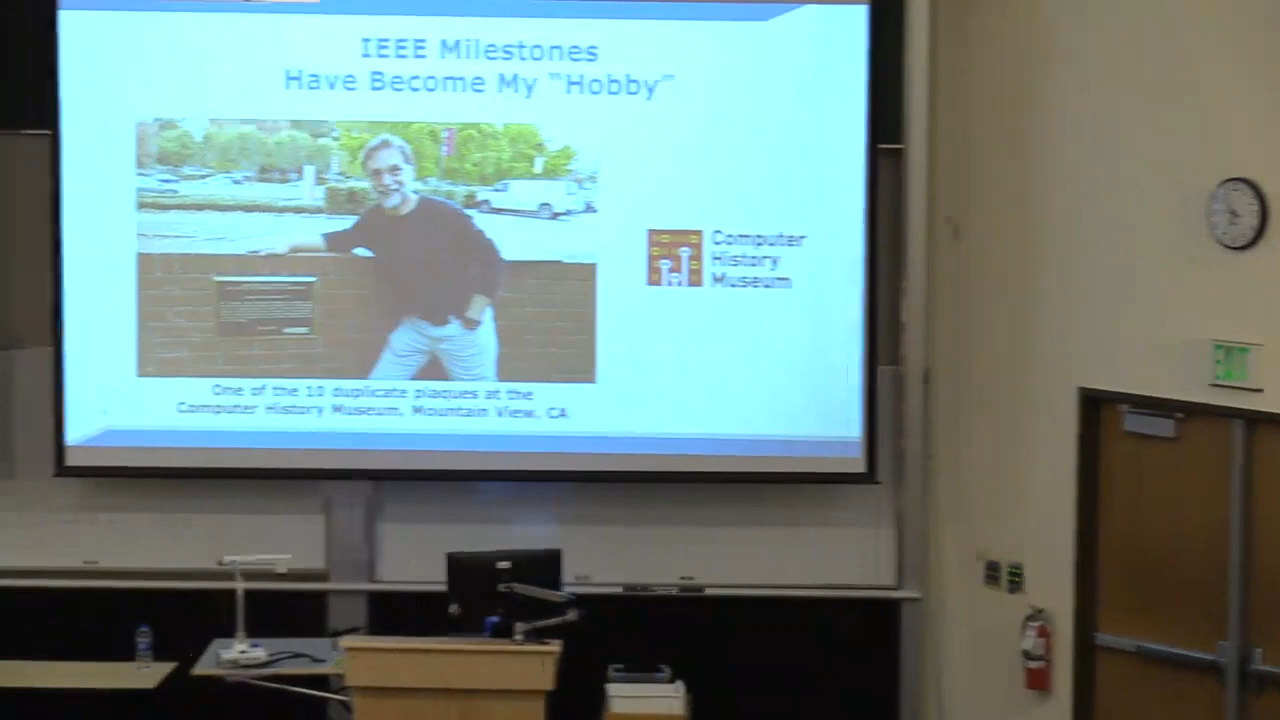 IEEE Milestones
Have Become My “Hobby”
Computer
History
Museum
One of the 10 duplicate plaques at the
Computer History Museum, Mountain View, CA
EXIT